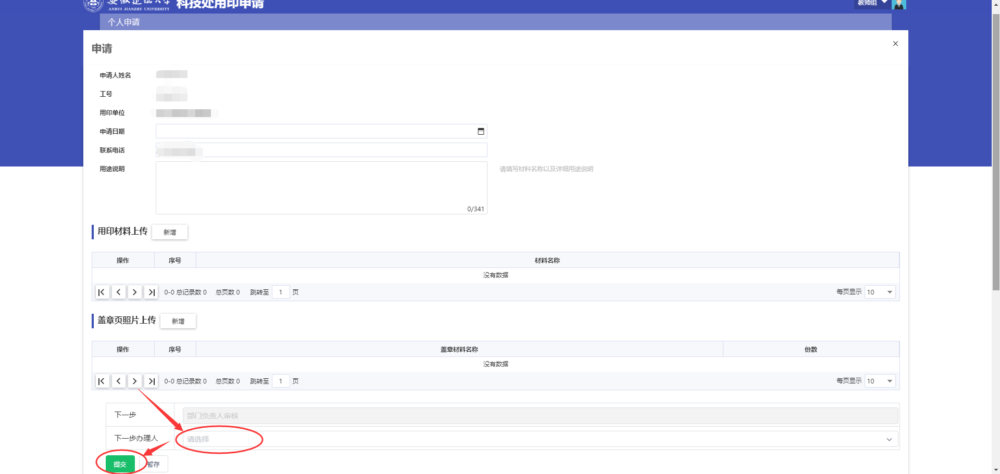 安徽建筑大学
ANHUI JIANZHU UNIVERSITY
科技处用印申请
教师组
个人申请
申请
申请人姓名
工号
用印单位
申请日期
联系电话
用途说明
请填写材料名称以及详细用途说明
0/341
用印材料上传
新增
操作 序号 材料名称
没有数据
0-0 总记录数 0 总页数 0 跳转至 1 页 每页显示 10
盖章页照片上传
新增
操作 序号 盖章材料名称 份数
没有数据
0-0 总记录数 0 总页数 0 跳转至 1 页 每页显示 10
下一步 部门负责人审核
下一步办理人 请选择
提交 暂存